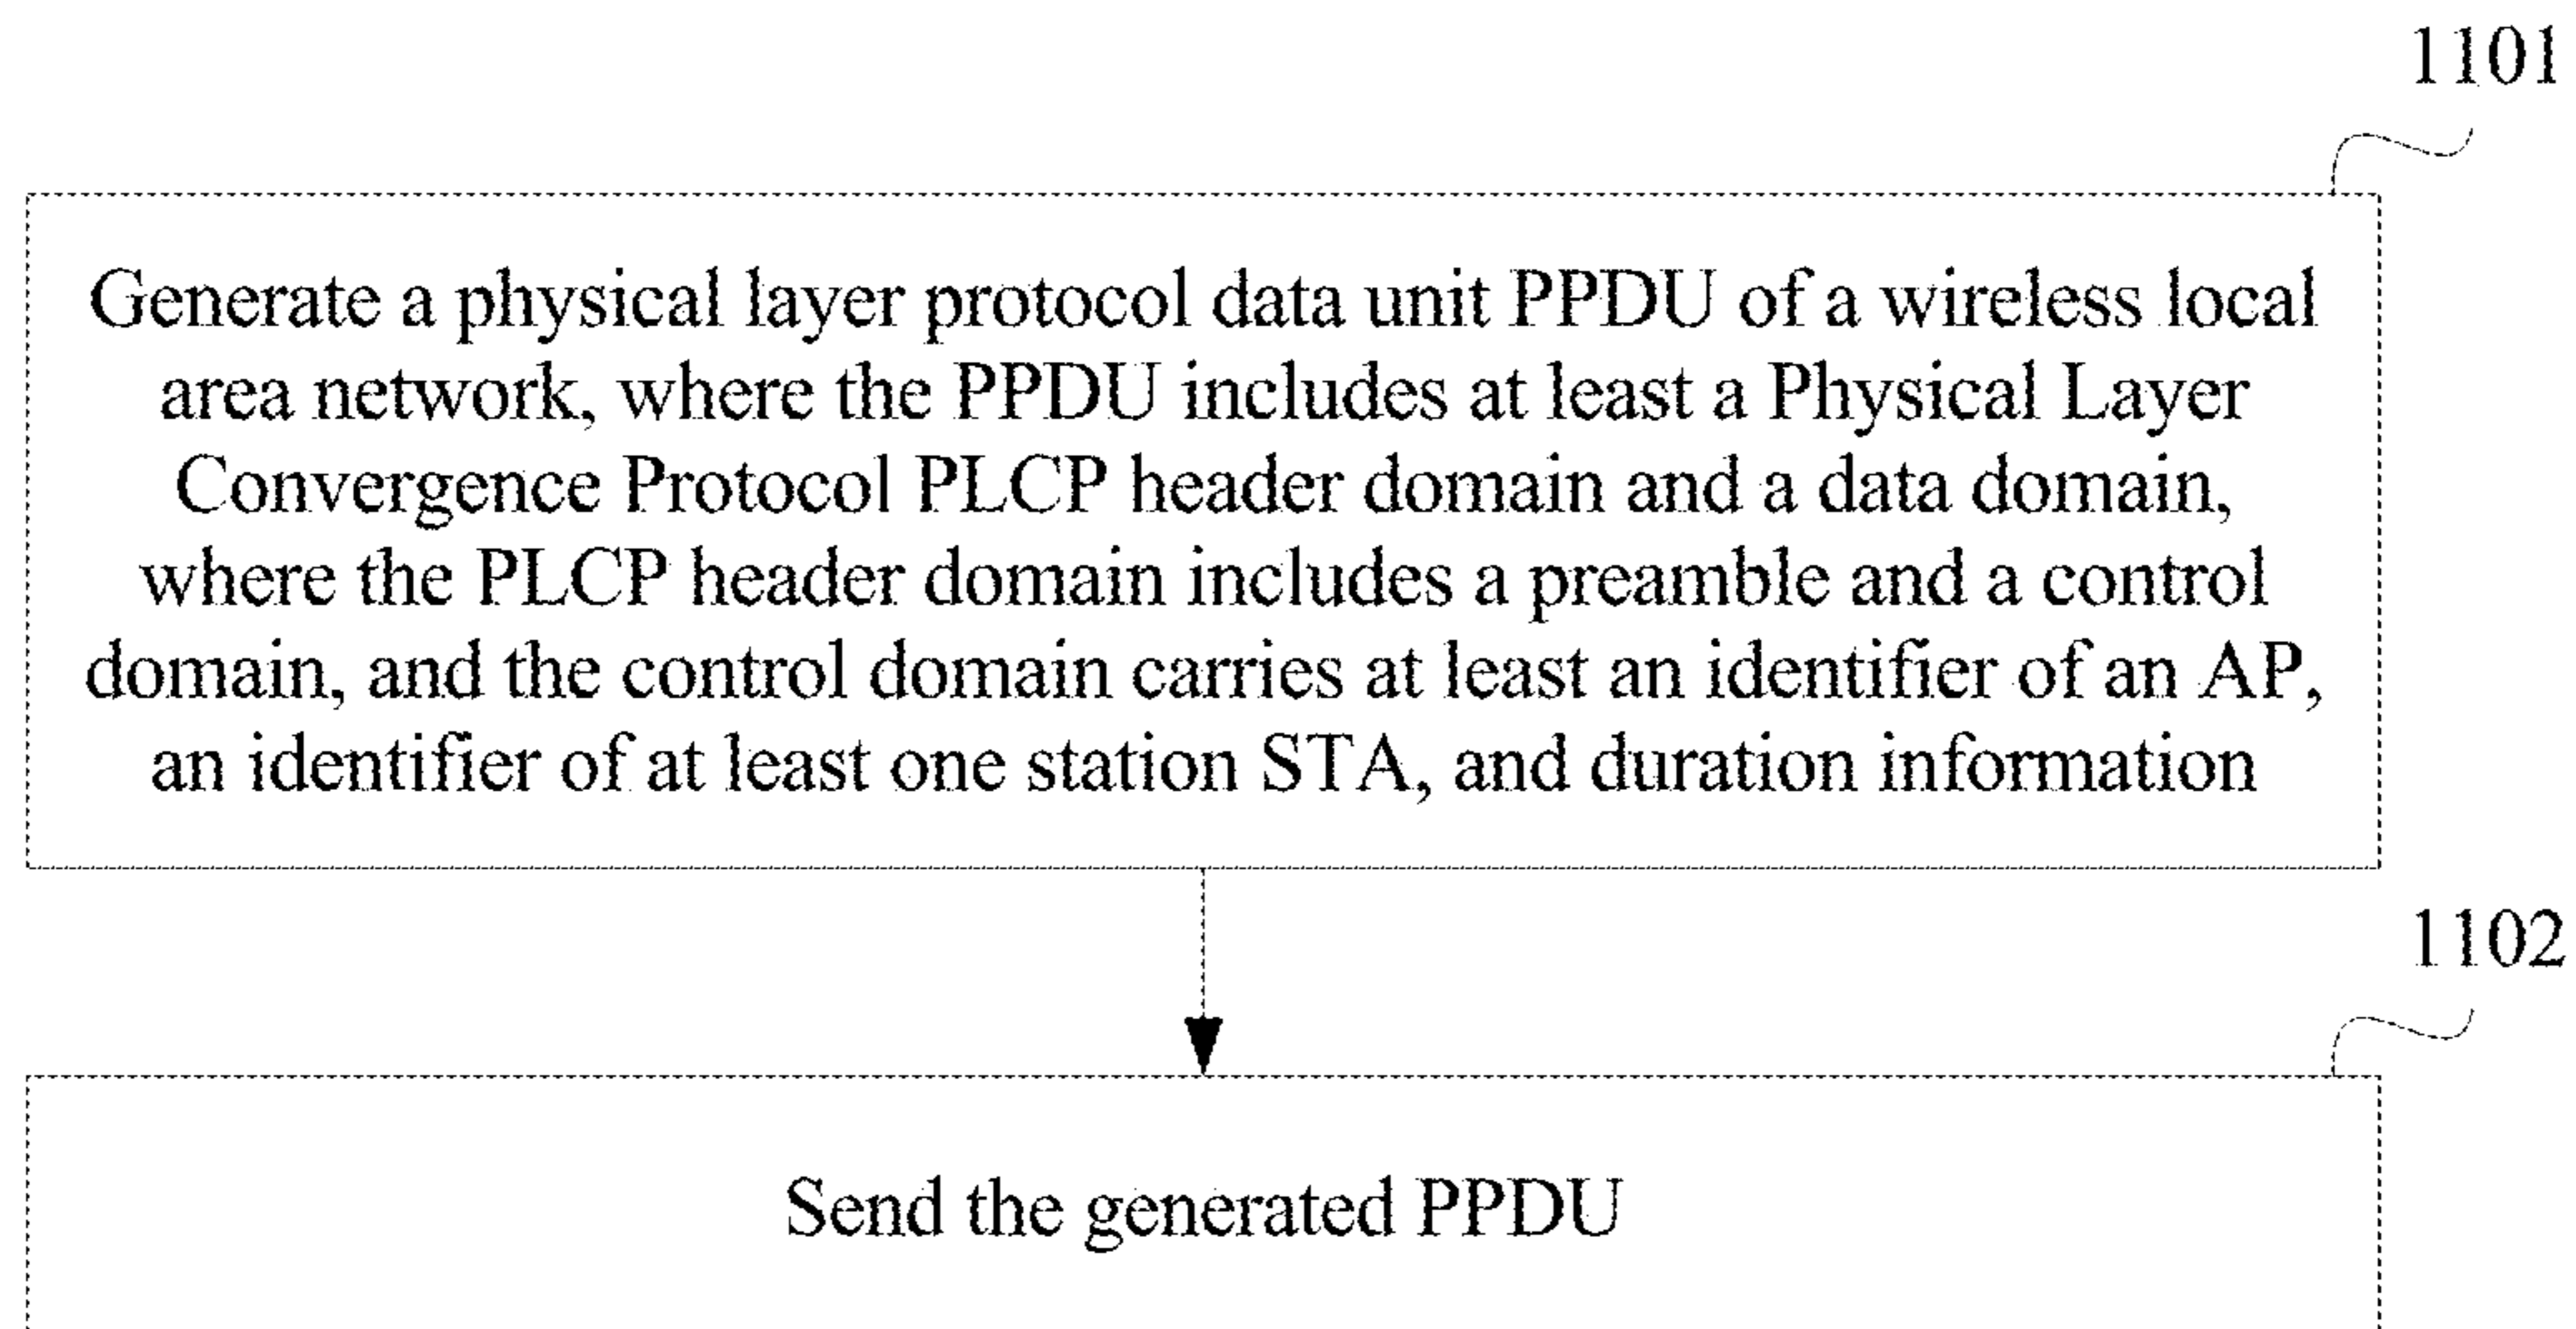 1101
Generate a physical layer protocol data unit PPDU of a wireless local
area network, where the PPDU includes at least a Physical Layer
Convergence Protocol PLCP header domain and a data domain,
where the PLCP header domain includes a preamble and a control
domain, and the control domain carries at least an identifier of an AP,
an identifier of at least one station STA, and duration information
1102
Send the generated PPDU